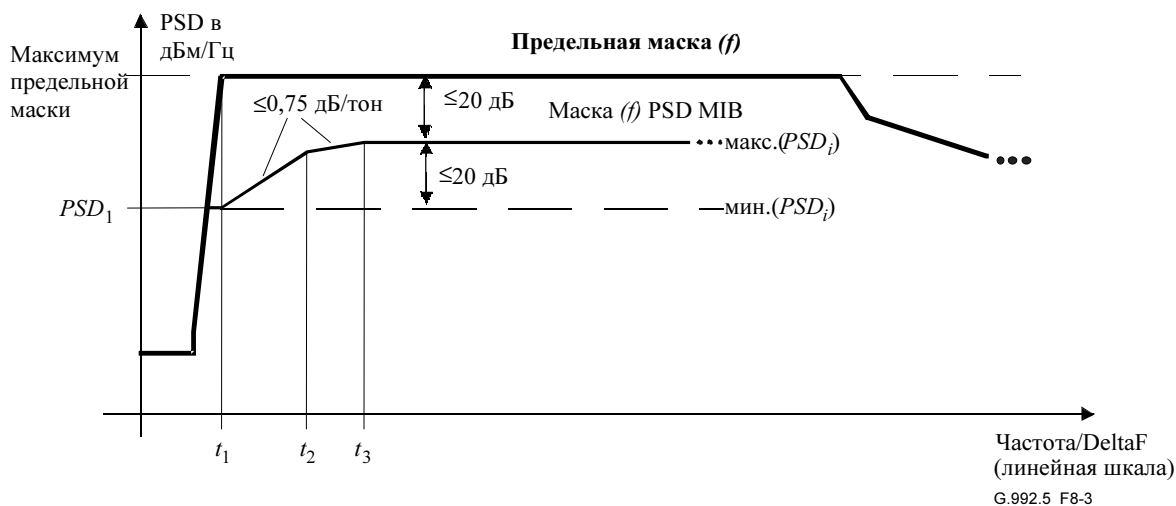 PSD в
дБм/Гц
Предельная маска (f)
Максимум
предельной
маски
≤0,75 дБ/тон
≤20 дБ
Маска (f) PSD MIB
макс.(PSDi)
≤20 дБ
PSD1
мин.(PSDi)
t1
t2
t3
Частота/DeltaF
(линейная шкала)
G.992.5 F8-3